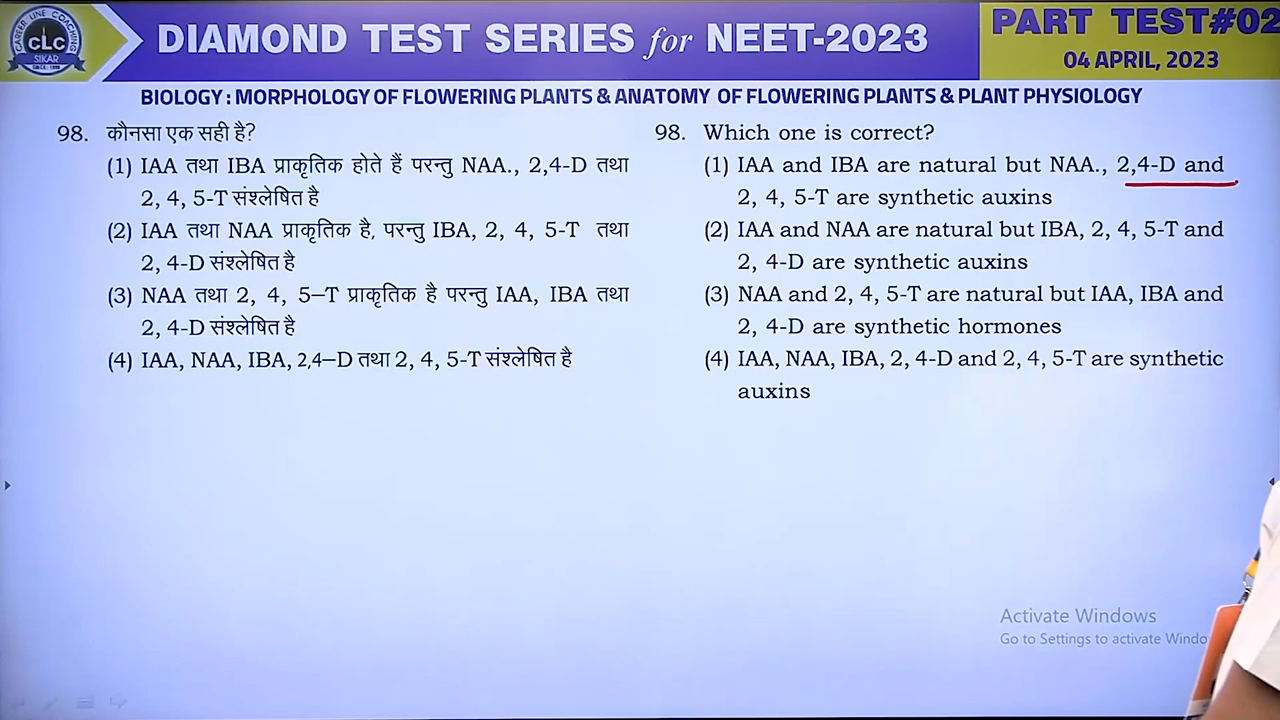 CAREER LINE COACHING
CLC
SIKAR
SINCE : 1996
DIAMOND TEST SERIES for NEET-2023
PART TEST#02
04 APRIL, 2023
BIOLOGY : MORPHOLOGY OF FLOWERING PLANTS & ANATOMY OF FLOWERING PLANTS & PLANT PHYSIOLOGY
98. कौनसा एक सही है?
(1) IAA तथा IBA प्राकृतिक होते हैं परन्तु NAA., 2,4-D तथा
2, 4, 5-T संश्लेषित है
(2) IAA तथा NAA प्राकृतिक है, परन्तु IBA, 2, 4, 5-T तथा
2, 4-D संश्लेषित है
(3) NAA तथा 2, 4, 5–T प्राकृतिक है परन्तु IAA, IBA तथा
2, 4-D संश्लेषित है
(4) IAA, NAA, IBA, 2,4–D तथा 2, 4, 5-T संश्लेषित है
98. Which one is correct?
(1) IAA and IBA are natural but NAA., 2,4-D and
2, 4, 5-T are synthetic auxins
(2) IAA and NAA are natural but IBA, 2, 4, 5-T and
2, 4-D are synthetic auxins
(3) NAA and 2, 4, 5-T are natural but IAA, IBA and
2, 4-D are synthetic hormones
(4) IAA, NAA, IBA, 2, 4-D and 2, 4, 5-T are synthetic
auxins
Activate Windows
Go to Settings to activate Windo